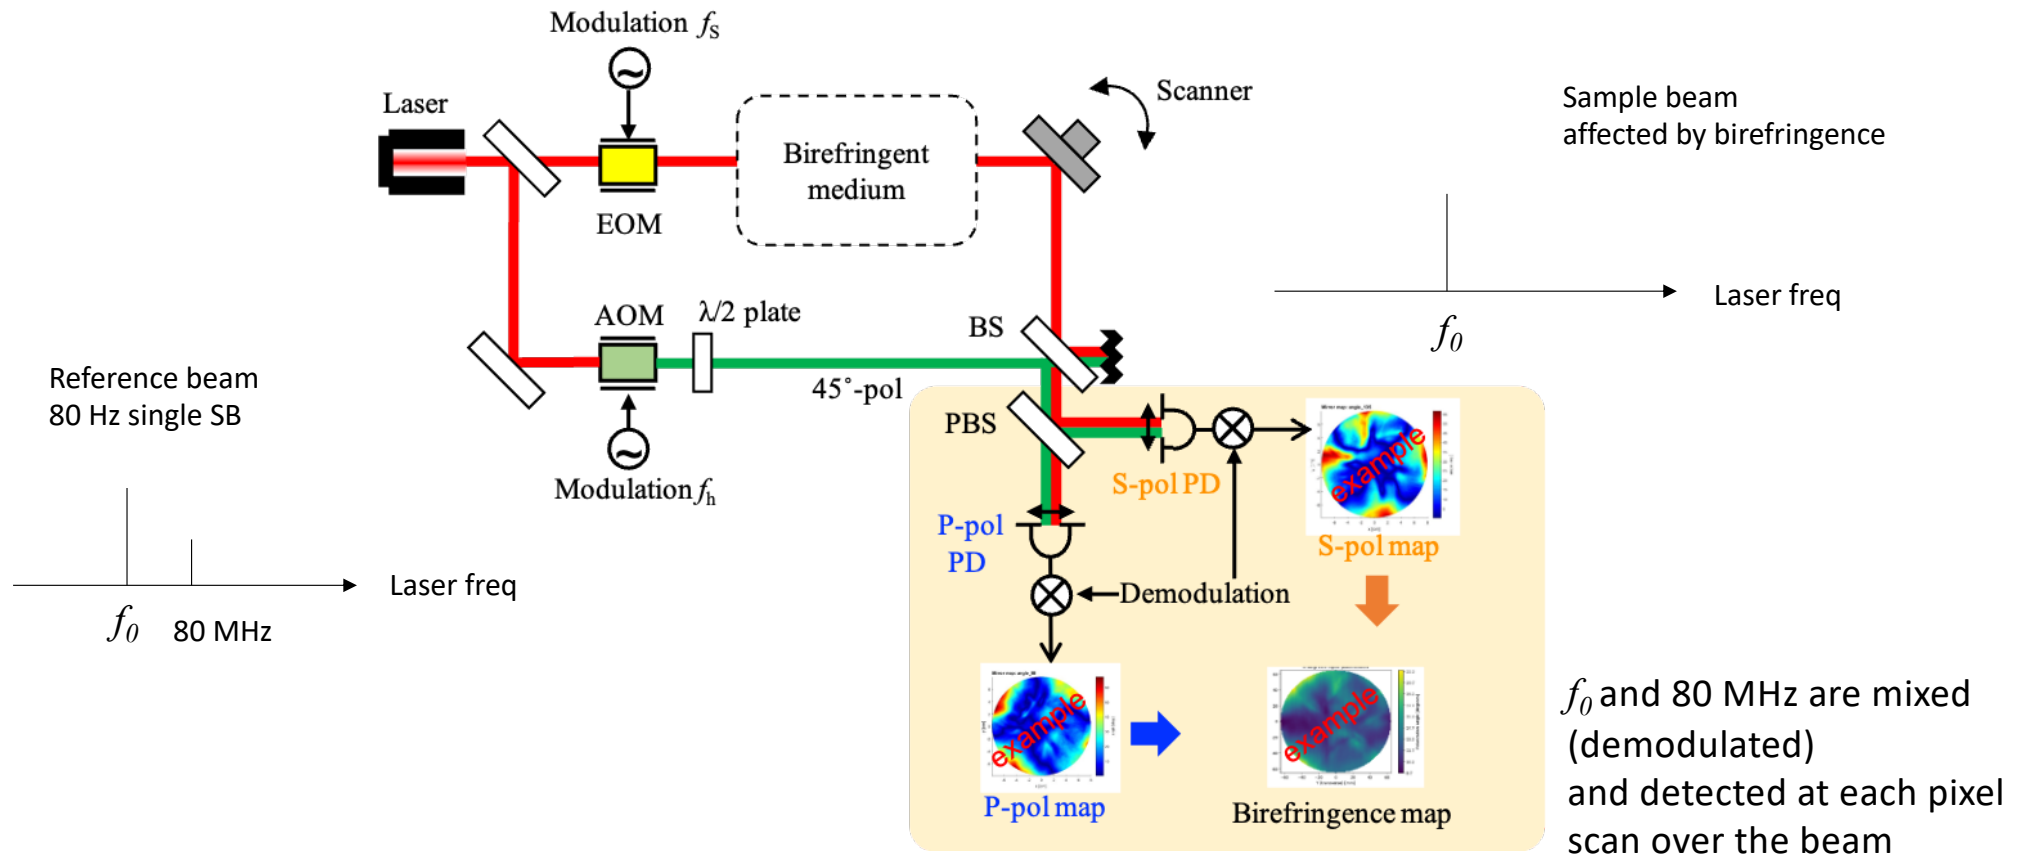 Modulation fS
Laser
Scanner
Sample beam
affected by birefringence
Birefringent
medium
EOM
Laser freq
f0
AOM
λ/2 plate
BS
Reference beam
80 Hz single SB
45˚-pol
PBS
Modulation fh
S-pol PD
example
P-pol
PD
S-pol map
Laser freq
Demodulation
f0
80 MHz
example
example
P-pol map
Birefringence map
f0 and 80 MHz are mixed
(demodulated)
and detected at each pixel
scan over the beam